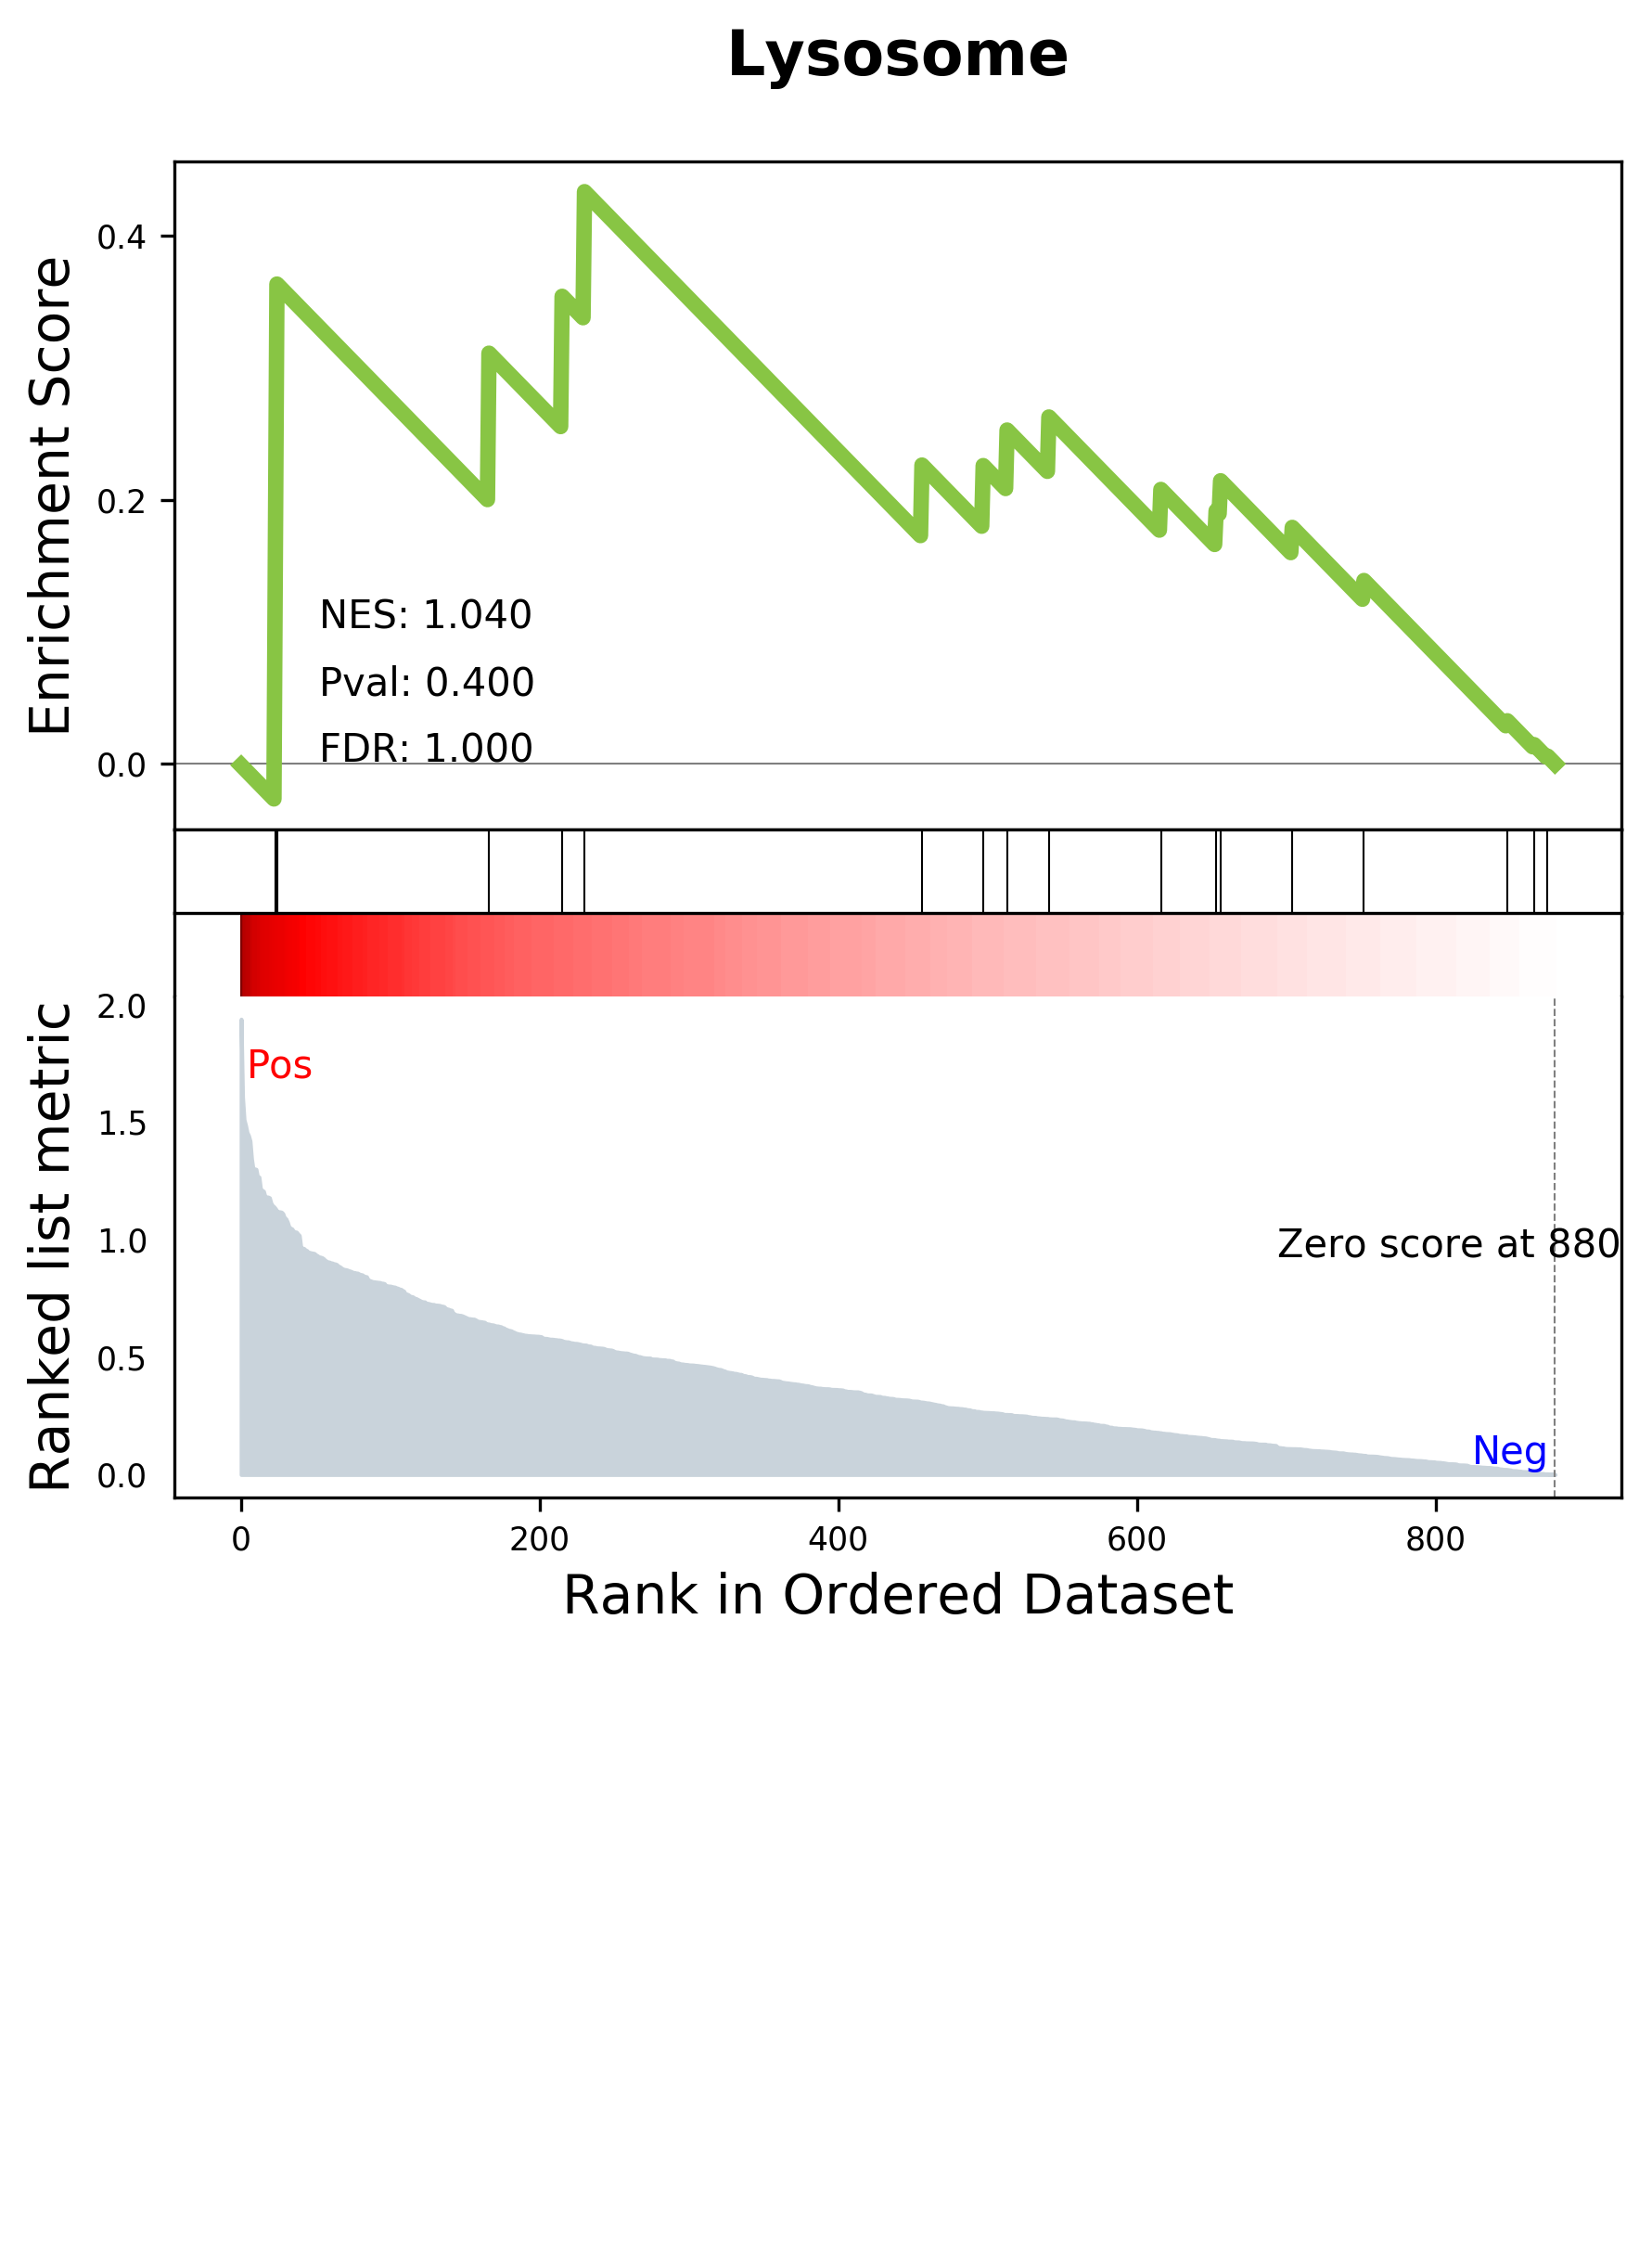 Lysosome
Enrichment Score
0.4
0.2
0.0
NES: 1.040
Pval: 0.400
FDR: 1.000
Ranked list metric
2.0
1.5
1.0
0.5
0.0
Pos
Zero score at 880
Neg
0 200 400 600 800
Rank in Ordered Dataset